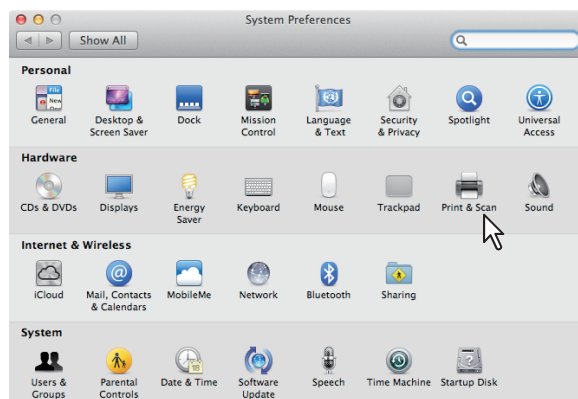 System Preferences
Show All
Personal
General
Desktop & Screen Saver
Dock
Mission Control
Language & Text
Security & Privacy
Spotlight
Universal Access
Hardware
CDs & DVDs
Displays
Energy Saver
Keyboard
Mouse
Trackpad
Print & Scan
Sound
Internet & Wireless
iCloud
Mail, Contacts & Calendars
MobileMe
Network
Bluetooth
Sharing
System
Users & Groups
Parental Controls
18
Date & Time
Software Update
Speech
Time Machine
Startup Disk